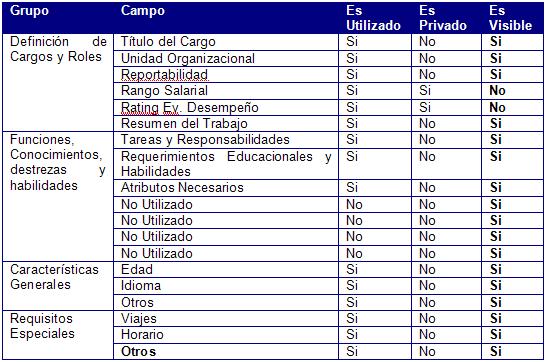 Grupo Campo Es Utilizado Es Privado Es Visible
Definición de Cargos y Roles Título del Cargo Si No Si
Unidad Organizacional Si No Si
Reportabilidad Si No Si
Rango Salarial Si Si No
Rating Ev. Desempeño Si Si No
Resumen del Trabajo Si No Si
Funciones, Conocimientos, destrezas y habilidades Tareas y Responsabilidades Si No Si
Requerimientos Educacionales y Habilidades Si No Si
Atributos Necesarios Si No Si
No Utilizado No No Si
No Utilizado No No Si
No Utilizado No No Si
No Utilizado No No Si
Características Generales Edad Si No Si
Idioma Si No Si
Otros Si No Si
Requisitos Especiales Viajes Si No Si
Horario Si No Si
Otros Si No Si